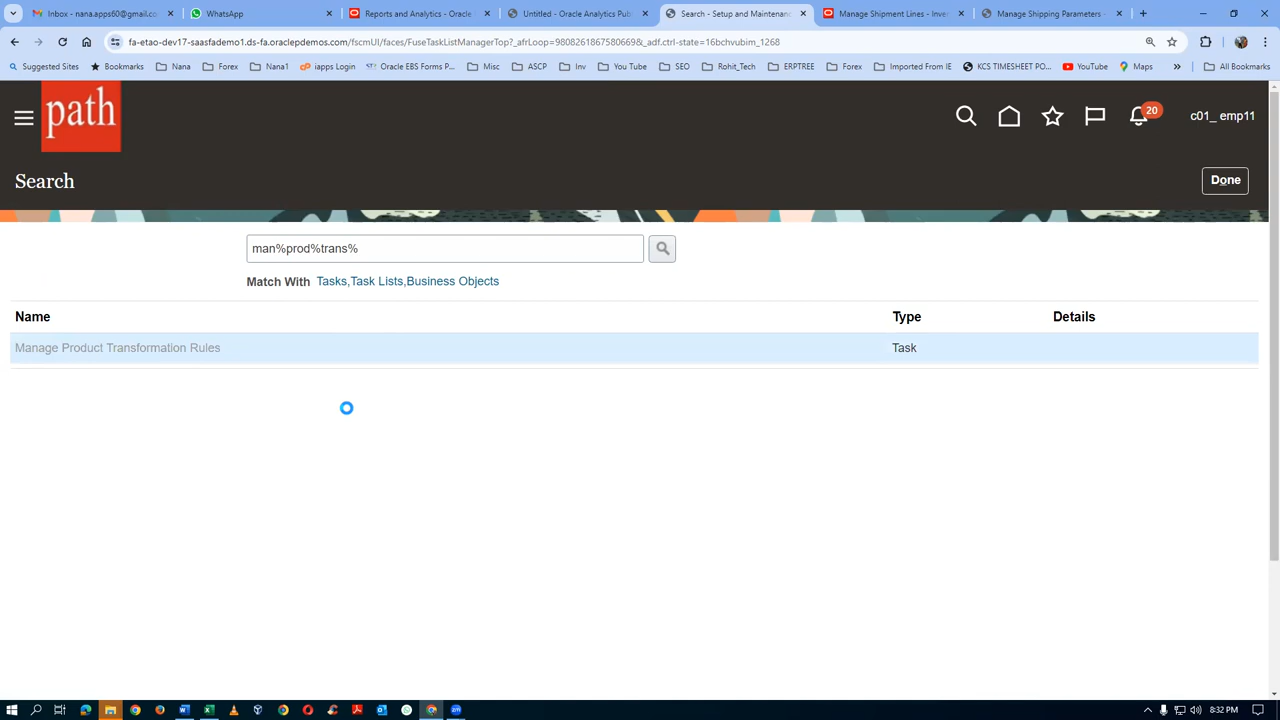 Inbox - nana.apps60@gmail.co
WhatsApp
Reports and Analytics - Oracle
Untitled - Oracle Analytics Pub
Search - Setup and Maintenanc
Manage Shipment Lines - Inve
Manage Shipping Parameters -
fa-etao-dev17-saasfademo1.ds-fa.oraclepdemos.com/fscmUI/faces/FuseTaskListManagerTop?_afrLoop=9808261867580669&_adf.ctrl-state=16bchvubim_1268
Suggested Sites
Bookmarks
Nana
Forex
Nana1
iapps Login
Oracle EBS Forms P...
Misc
ASCP
Inv
You Tube
SEO
Rohit_Tech
ERPTREE
Forex
Imported From IE
KCS TIMESHEET PO...
YouTube
Maps
»
All Bookmarks
path
20
c01_ emp11
Search
Done
man%prod%trans%
Match With Tasks,Task Lists,Business Objects
Name Type Details
Manage Product Transformation Rules Task
8:32 PM